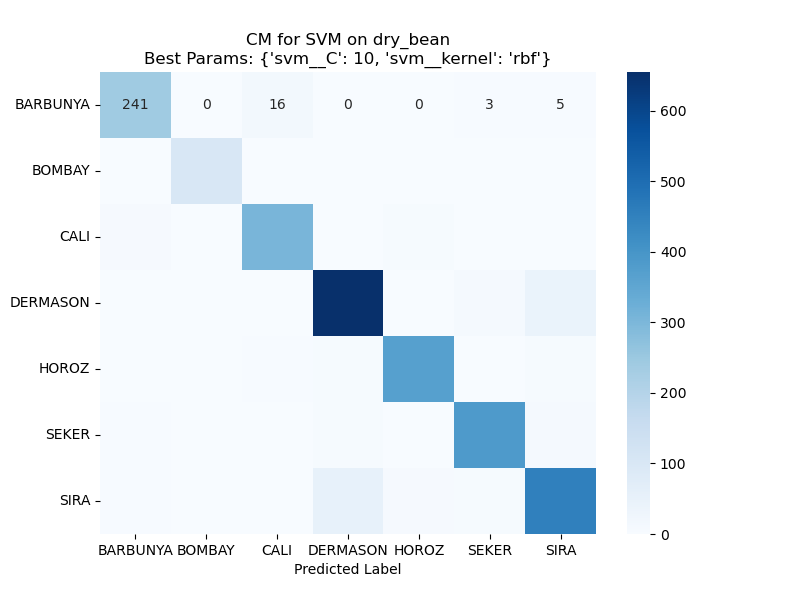 CM for SVM on dry_bean
Best Params: {'svm__C': 10, 'svm__kernel': 'rbf'}
BARBUNYA 241 0 16 0 0 3 5
BOMBAY
CALI
DERMASON
HOROZ
SEKER
SIRA
BARBUNYA BOMBAY CALI DERMASON HOROZ SEKER SIRA
Predicted Label
600
500
400
300
200
100
0